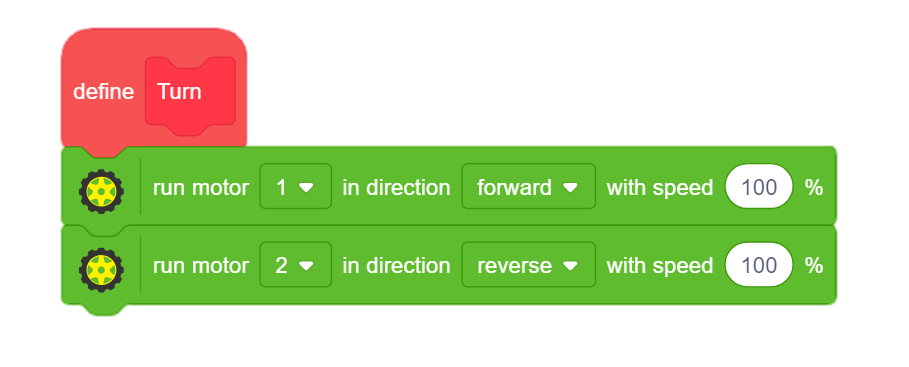 define Turn
run motor 1 in direction forward with speed 100 %
run motor 2 in direction reverse with speed 100 %